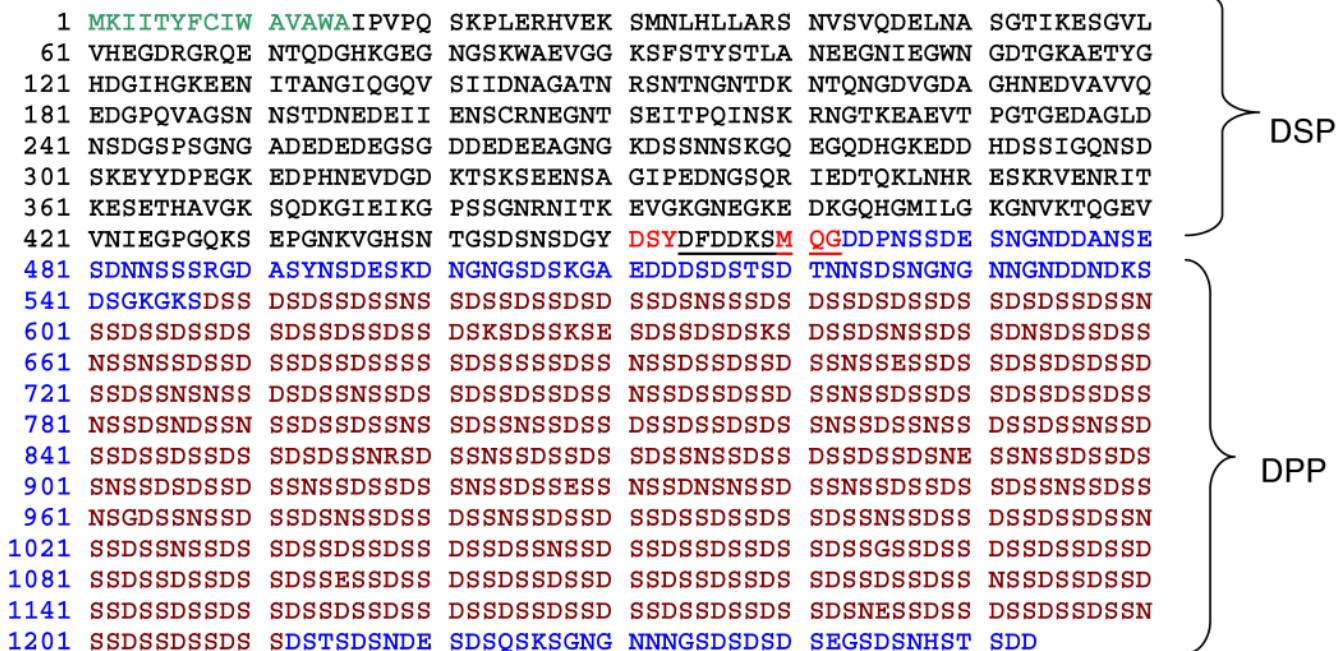 1 MKIITYFCIW AVAWAIPVPQ SKPLERHVEK SMNLHLLARS NVSVQDELNA SGTIKESGVL
61 VHEGDRGRQE NTQDGHKGEG NGSKWAEVGG KSFSTYSTLA NEEGNIEGWN GDTGKAETYG
121 HDGIHGKEEN ITANGIQGQV SIIDNAGATN RSNTNGNTDK NTQNGDVGDA GHNEDVAVVQ
181 EDGPQVAGSN NSTDNEDEII ENSCRNEGNT SEITPQINSK RNGTKEAEVT PGTGEDAGLD
241 NSDGSPSGNG ADEDEDEGSG DDEDEEAGNG KDSSNNSKGQ EGQDHGKEDD HDSSIGQNSD
301 SKEYYDPEGK EDPHNEVDGD KTSKSEENSA GIPEDNGSQR IEDTQKLNHR ESKRVENRIT
361 KESETHAVGK SQDKGIEIKG PSSGNRNITK EVGKGNEGKE DKGQHGMILG KGNVKTQGEV
421 VNIEGPGQKS EPGNKVGHSN TGSDSNSDGY DSYDFDDKSM QGDDPNSSDE SNGNDDANSE
DSP
481 SDNNSSSRGD ASYNSDESKD NGNGSDSKGA EDDDSDSTSD TNNSDSNGNG NNGNDDNDKS
541 DSGKGKSDSS DSDSSDSSNS SDSSDSSDSD SSDSNSSSDS DSSDSDSSDS SDSDSSDSSN
601 SSDSSDSSDS SDSSDSSDSS DSKSDSSKSE SDSSDSDSKS DSSDSNSSDS SDNSDSSDSS
661 NSSNSSDSSD SSDSSDSSSS SDSSSSSDSS NSSDSSDSSD SSNSSESSDS SDSSDSDSSD
721 SSDSSNSNSS DSDSSNSSDS SDSSDSSDSS NSSDSSDSSD SSNSSDSSDS SDSSDSSDSS
781 NSSDSNDSSN SSDSSDSSNS SDSSNSSDSS DSSDSSDSDS SNSSDSSNSS DSSDSSNSSD
841 SSDSSDSSDS SDSDSSNRSD SSNSSDSSDS SDSSNSSDSS DSSDSSDSNE SSNSSDSSDS
901 SNSSDSDSSD SSNSSDSSDS SNSSDSSESS NSSDNSNSSD SSNSSDSSDS SDSSNSSDSS
961 NSGDSSNSSD SSDSNSSDSS DSSNSSDSSD SSDSSDSSDS SDSSNSSDSS DSSDSSDSSN
1021 SSDSSNSSDS SDSSDSSDSS DSSDSSNSSD SSDSSDSSDS SDSSGSSDSS DSSDSSDSSD
1081 SSDSSDSSDS SDSSESSDSS DSSDSSDSSD SSDSSDSSDS SDSSDSSDSS NSSDSSDSSD
1141 SSDSSDSSDS SDSSDSSDSS DSSDSSDSSD SSDSSDSSDS SDSNESSDSS DSSDSSDSSN
1201 SSDSSDSSDS SDSTSDSNDE SDSQSKSGNG NNNGSDSDSD SEGSDSNHST SDD
DPP